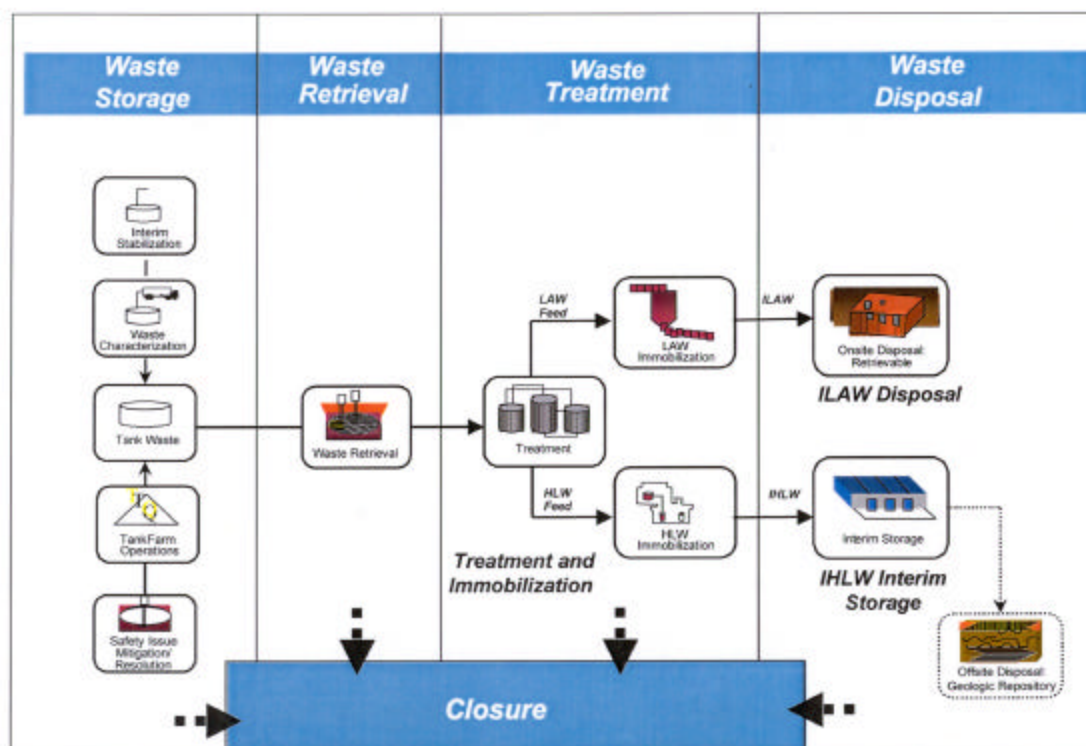 Waste
Storage
Waste
Retrieval
Waste
Treatment
Waste
Disposal
Interim
Stabilization
Waste
Characterization
Tank Waste
TankFarm
Operations
Safety Issue
Mitigation/
Resolution
Waste Retrieval
LAW
Feed
Treatment
HLW
Feed
LAW
Immobilization
HLW
Immobilization
Treatment and
Immobilization
ILAW
Onsite Disposal:
Retrievable
ILAW Disposal
IHLW
Interim Storage
IHLW Interim
Storage
Offsite Disposal:
Geologic Repository
Closure